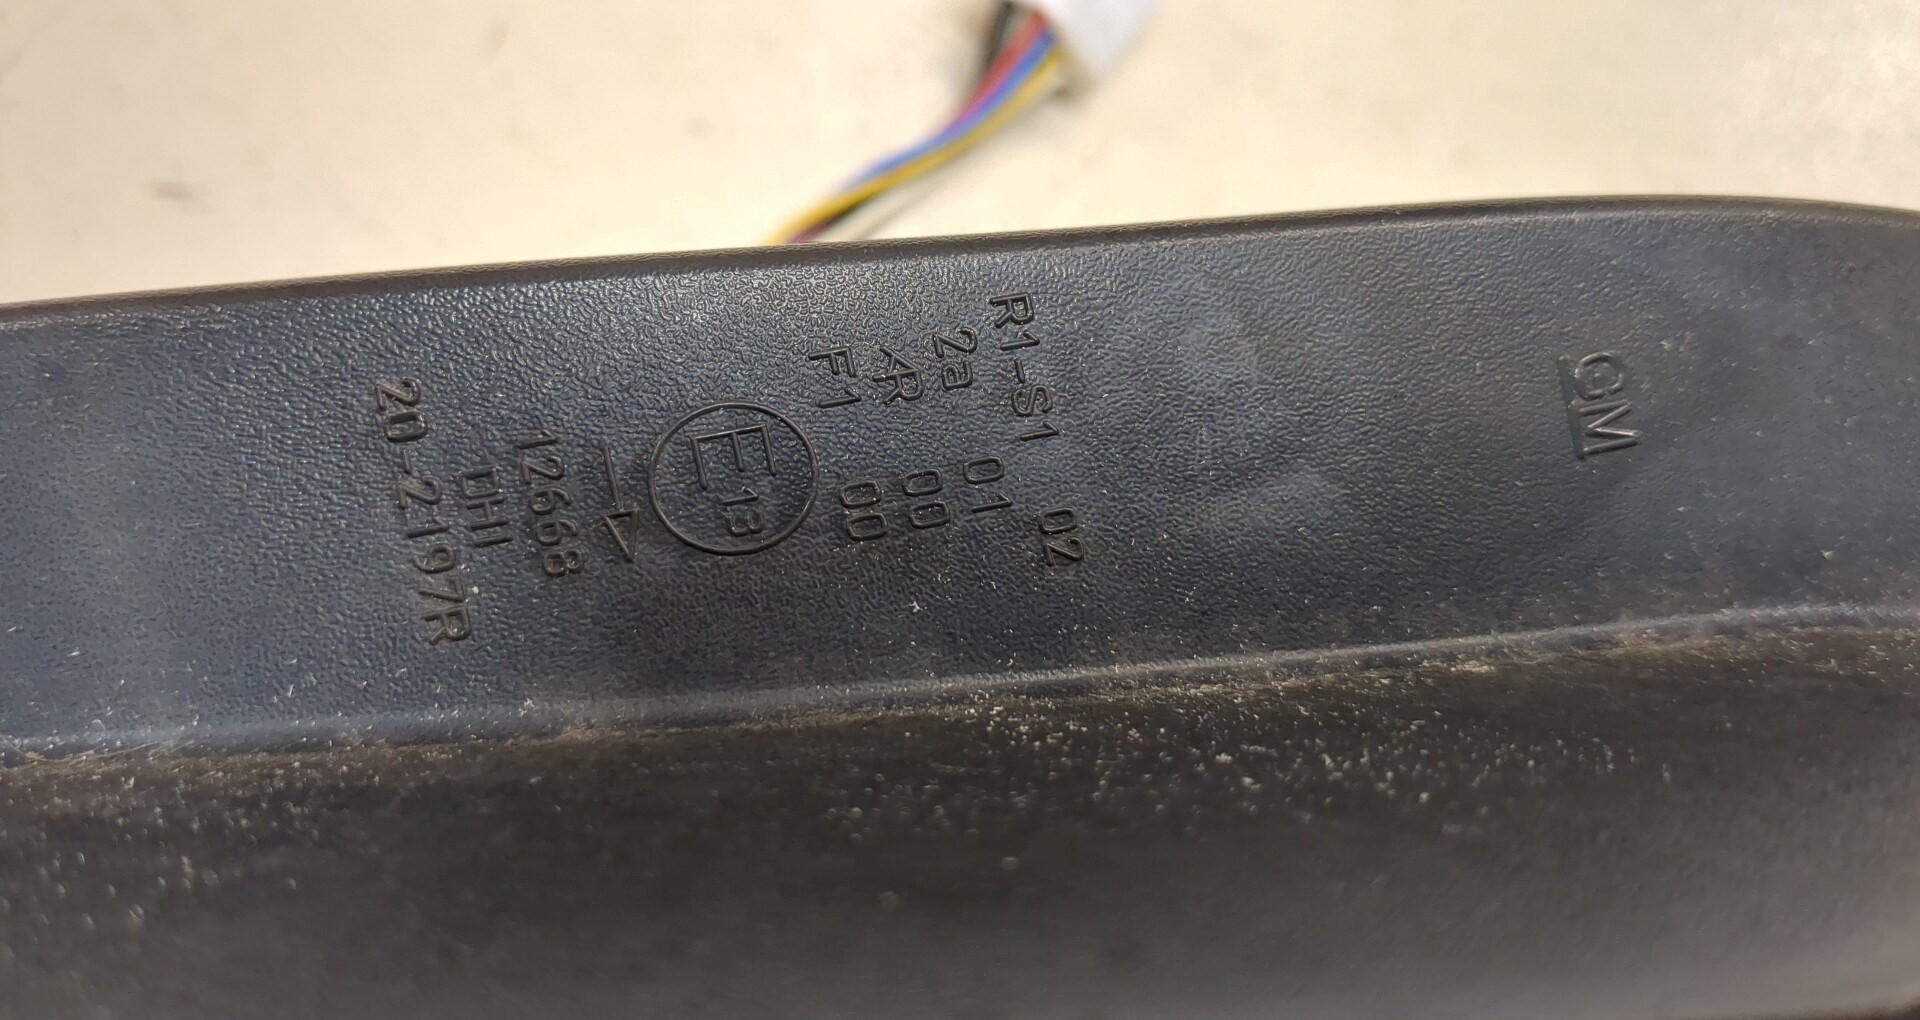 GM
R1-S1 02
2a 01
AR 00
F1 00
E13
12668
DHI
20-2197R